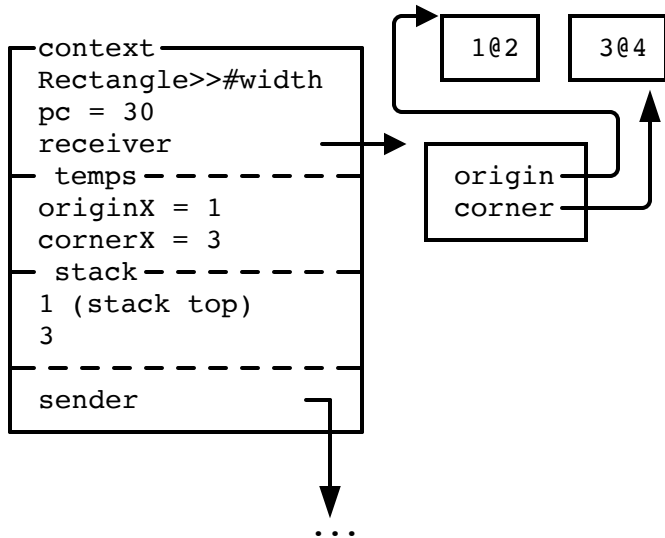 context
Rectangle>>#width
pc = 30
receiver
temps
originX = 1
cornerX = 3
stack
1 (stack top)
3
sender
...
1@2
3@4
origin
corner